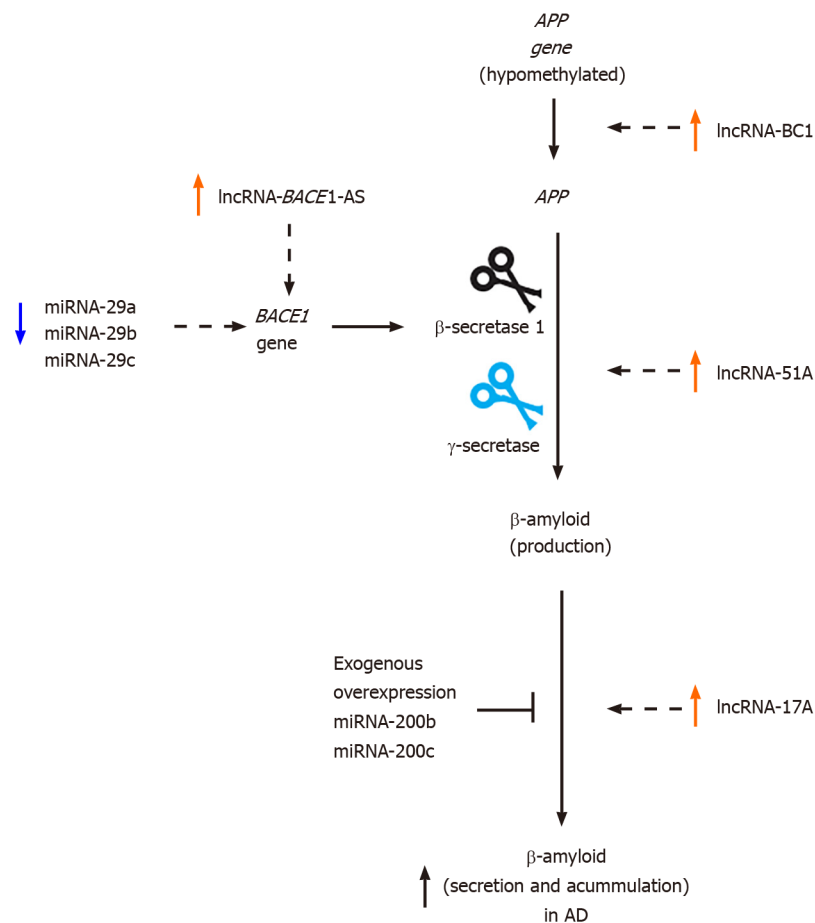 APP
gene
(hypomethylated)
lncRNA-BC1
lncRNA-BACE1-AS
APP
miRNA-29a
miRNA-29b
miRNA-29c
BACE1
gene
β-secretase 1
lncRNA-51A
γ-secretase
β-amyloid
(production)
Exogenous
overexpression
miRNA-200b
miRNA-200c
lncRNA-17A
β-amyloid
(secretion and acummulation)
in AD